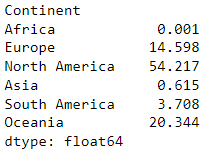 Continent
Africa 0.001
Europe 14.598
North America 54.217
Asia 0.615
South America 3.708
Oceania 20.344
dtype: float64